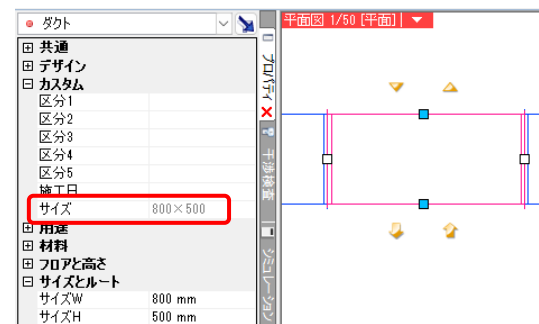 ダクト
共通
デザイン
カスタム
区分1
区分2
区分3
区分4
区分5
施工日
サイズ 800×500
用途
材料
フロアと高さ
サイズとルート
サイズW 800 mm
サイズH 500 mm
プロパティ
干渉検査
シミュレーション
平面図 1/50 [平面]